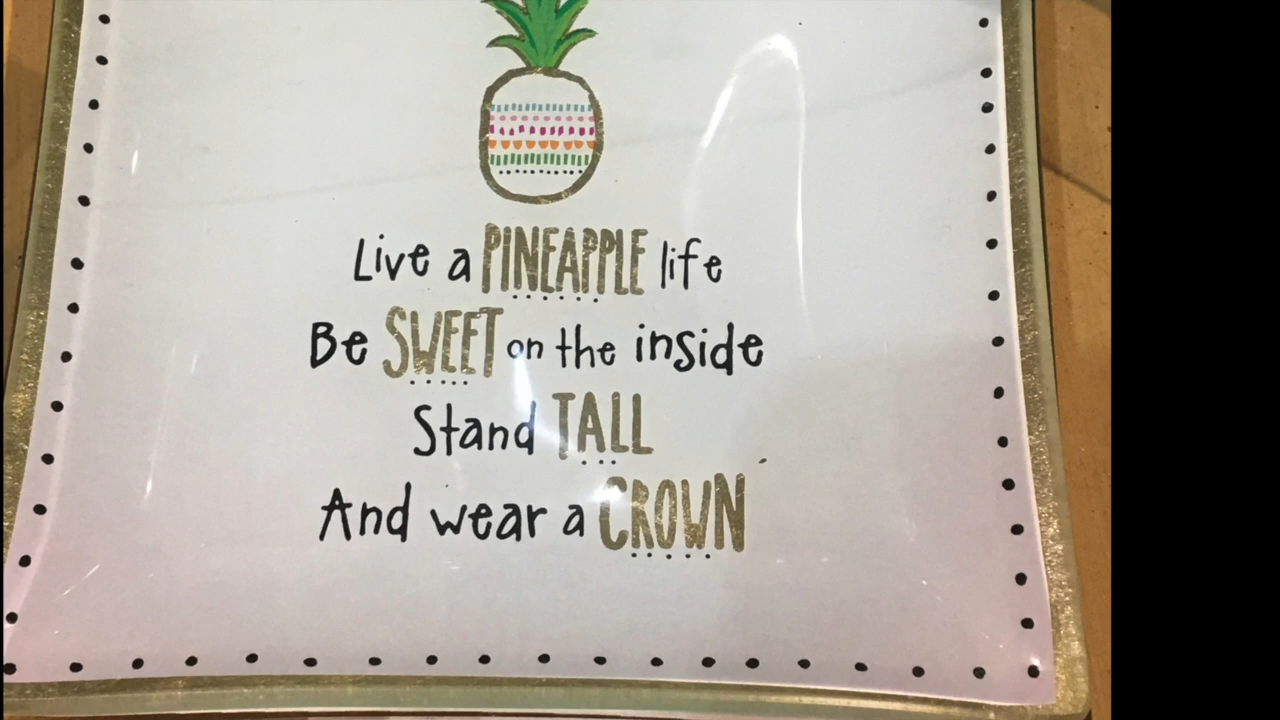 Live a PINEAPPLE life
Be SWEET on the inside
Stand TALL
And wear a CROWN